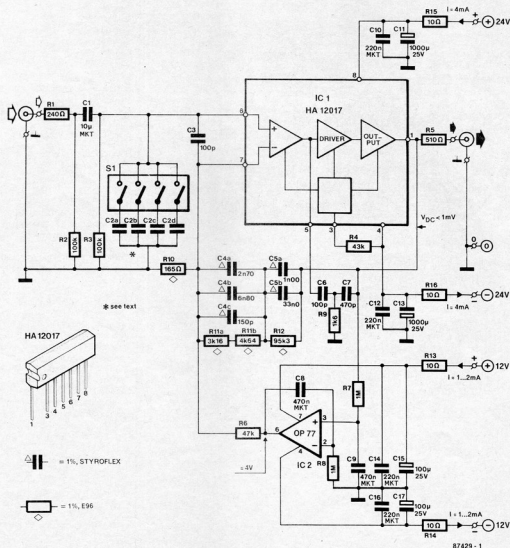 R15
10Ω
I = 4mA
24V
C10
220n
MKT
C11
1000µ
25V
8
IC 1
HA 12017
R1
240Ω
C1
10µ
MKT
6
C3
100p
7
DRIVER
OUT-
PUT
1
R5
510Ω
S1
C2a
C2b
C2c
C2d
R2
100k
R3
100k
*
R10
165Ω
5
3
4
R4
43k
VDC < 1mV
0
* see text
C4a
2n70
C4b
6n80
C4c
150p
C5a
1n00
C5b
33n0
C6
100p
C7
470p
R9
1k6
C12
220n
MKT
C13
1000µ
25V
R16
10Ω
I = 4mA
24V
R11a
3k16
R11b
4k64
R12
95k3
HA12017
1
3
4
5
6
7
8
R13
10Ω
I = 1...2mA
12V
C8
470n
MKT
R7
1M
7
3
6
OP 77
2
4
IC 2
R6
47k
R8
1M
C9
470n
MKT
C14
220n
MKT
C15
100µ
25V
C16
220n
MKT
C17
100µ
25V
= 1%, STYROFLEX
= 1%, E96
I = 1...2mA
12V
10Ω
R14
87429 - 1